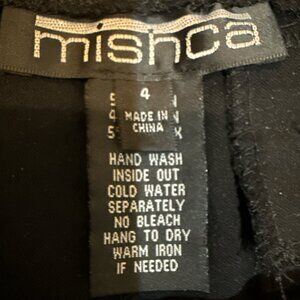 mishca
4
MADE IN
CHINA
HAND WASH
INSIDE OUT
COLD WATER
SEPARATELY
NO BLEACH
HANG TO DRY
WARM IRON
IF NEEDED